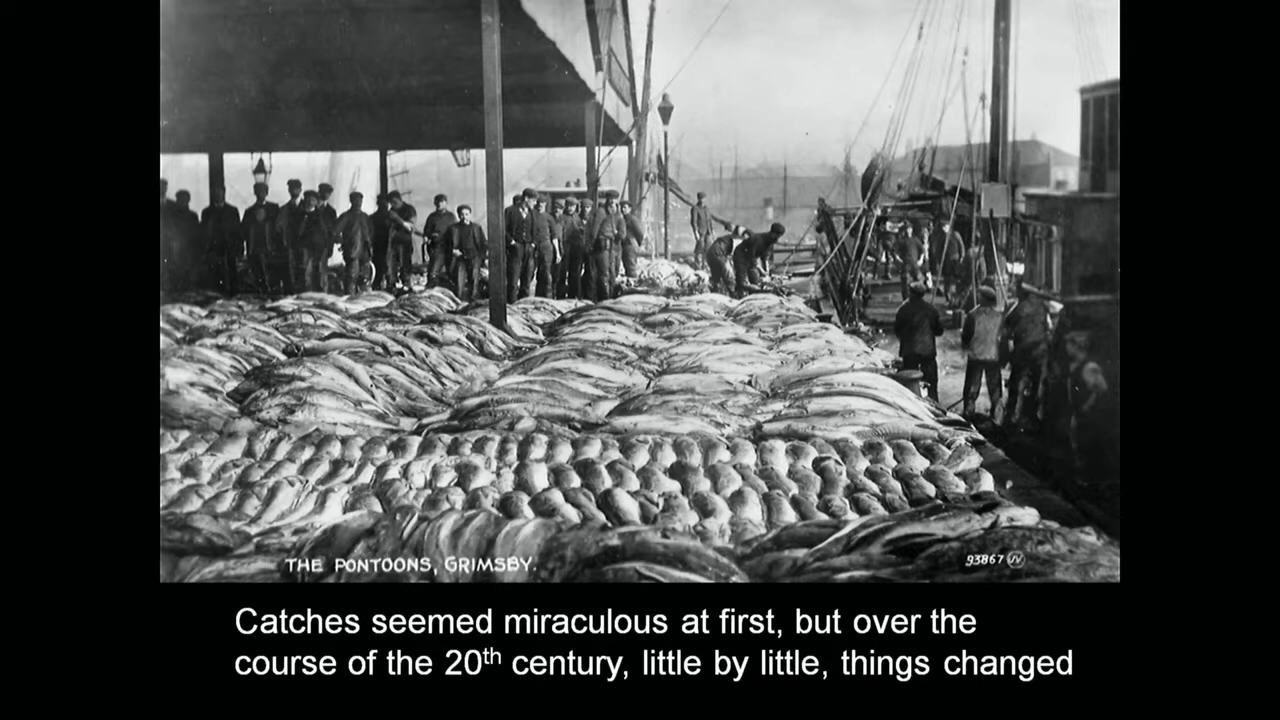 THE PONTOONS, GRIMSBY.
93867 JV
Catches seemed miraculous at first, but over the
course of the 20th century, little by little, things changed